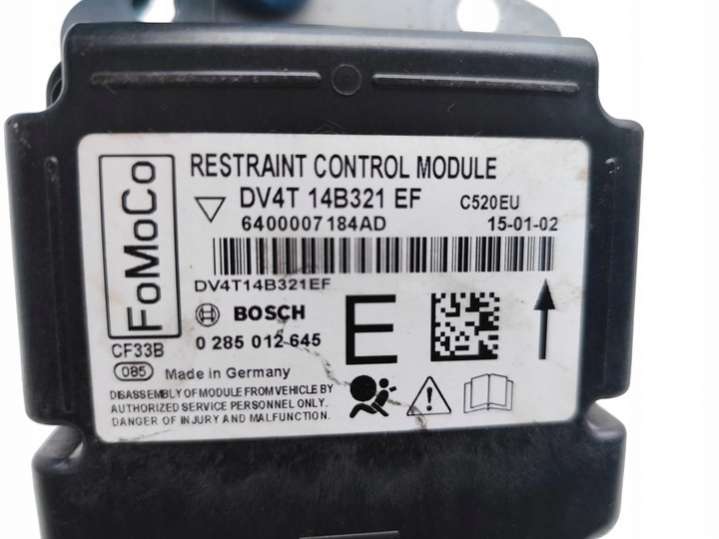 FoMoCo
RESTRAINT CONTROL MODULE
DV4T 14B321 EF C520EU
6400007184AD 15-01-02
DV4T14B321EF
BOSCH
0 285 012 645
E
CF33B
085 Made in Germany
DISASSEMBLY OF MODULE FROM VEHICLE BY
AUTHORIZED SERVICE PERSONNEL ONLY.
DANGER OF INJURY AND MALFUNCTION.